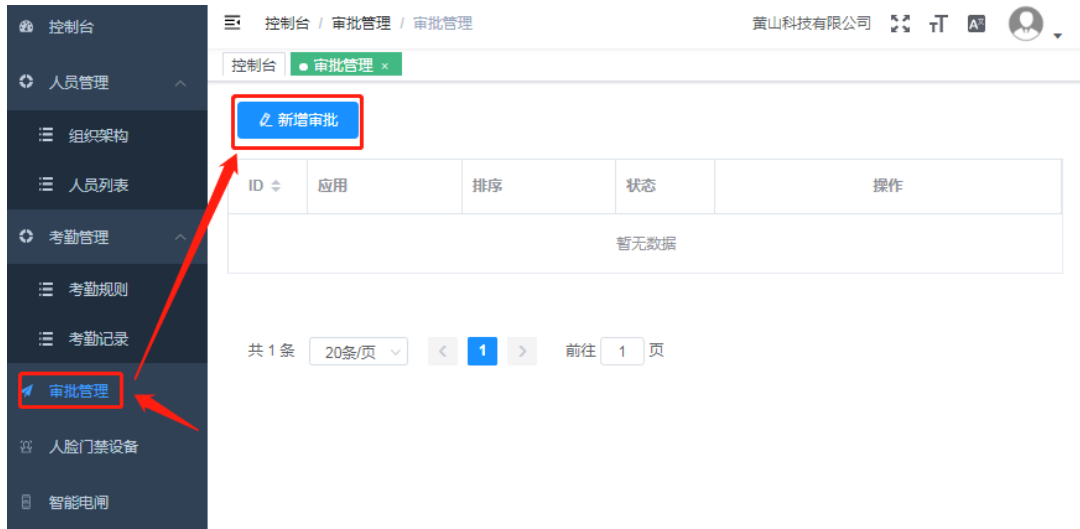 控制台
人员管理
组织架构
人员列表
考勤管理
考勤规则
考勤记录
审批管理
人脸门禁设备
智能电闸
控制台 / 审批管理 / 审批管理
黄山科技有限公司
控制台
审批管理 ×
新增审批
ID 应用 排序 状态 操作
暂无数据
共 1 条 20条/页 < 1 > 前往 1 页